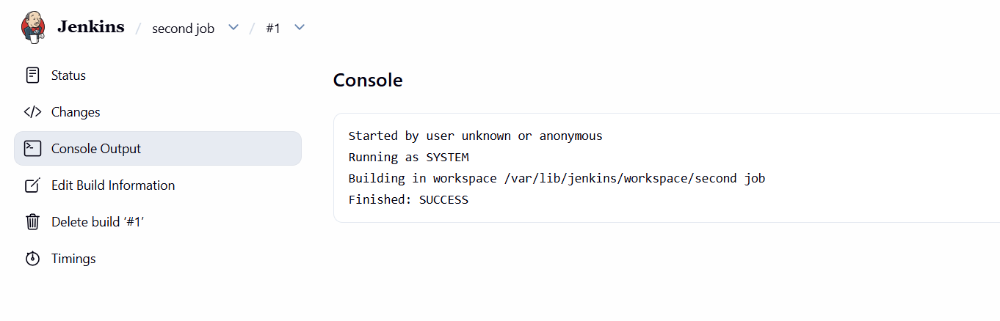 Jenkins / second job / #1
Status
Changes
Console Output
Edit Build Information
Delete build ‘#1’
Timings
Console
Started by user unknown or anonymous
Running as SYSTEM
Building in workspace /var/lib/jenkins/workspace/second job
Finished: SUCCESS